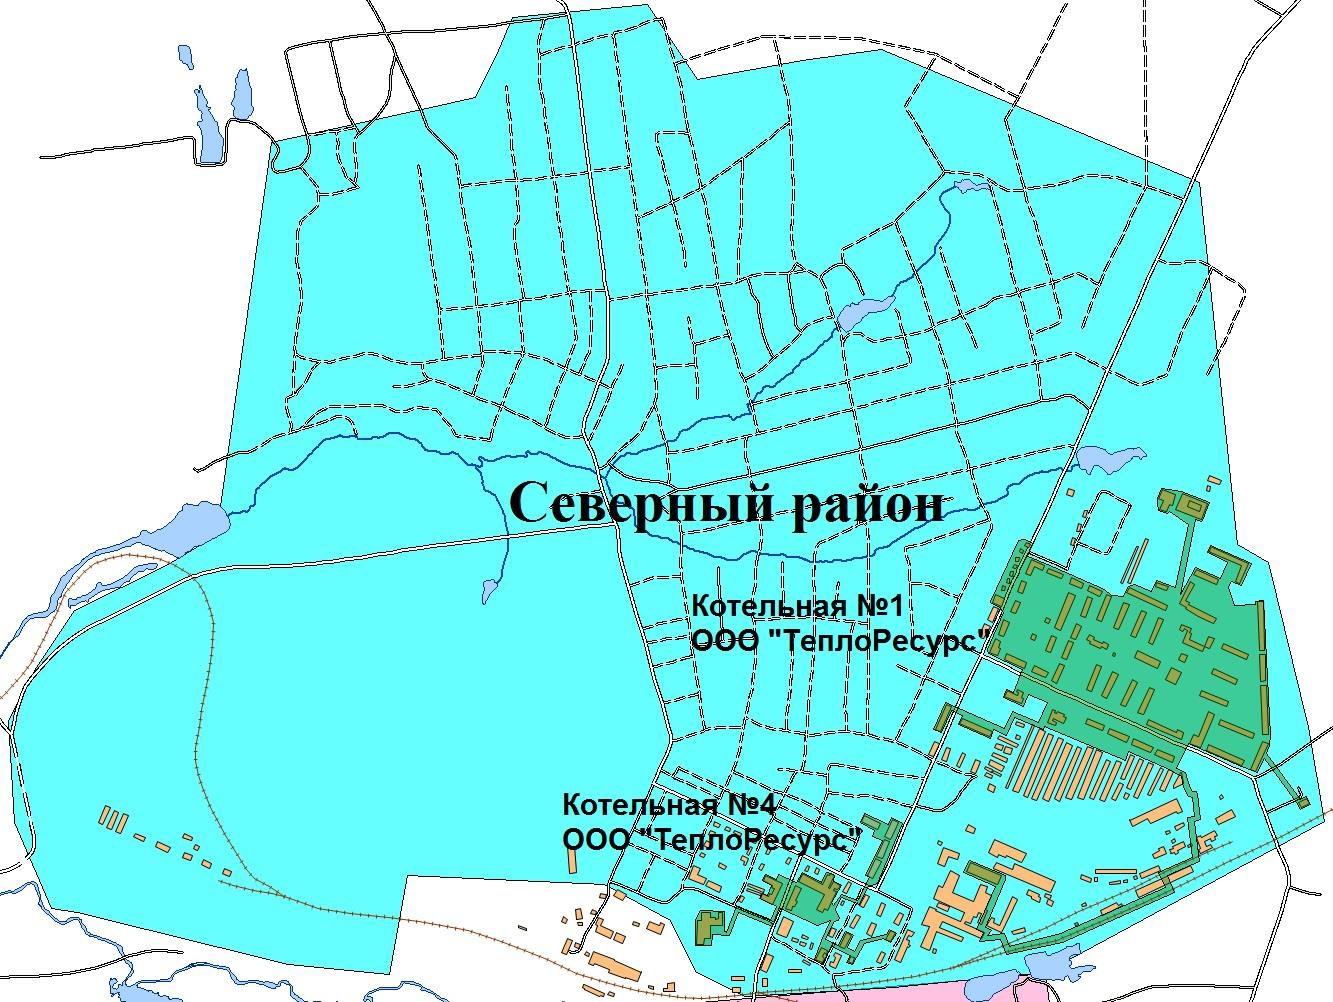 Северный район
Котельная №1
ООО "ТеплоРесурс"
Котельная №4
ООО "ТеплоРесурс"